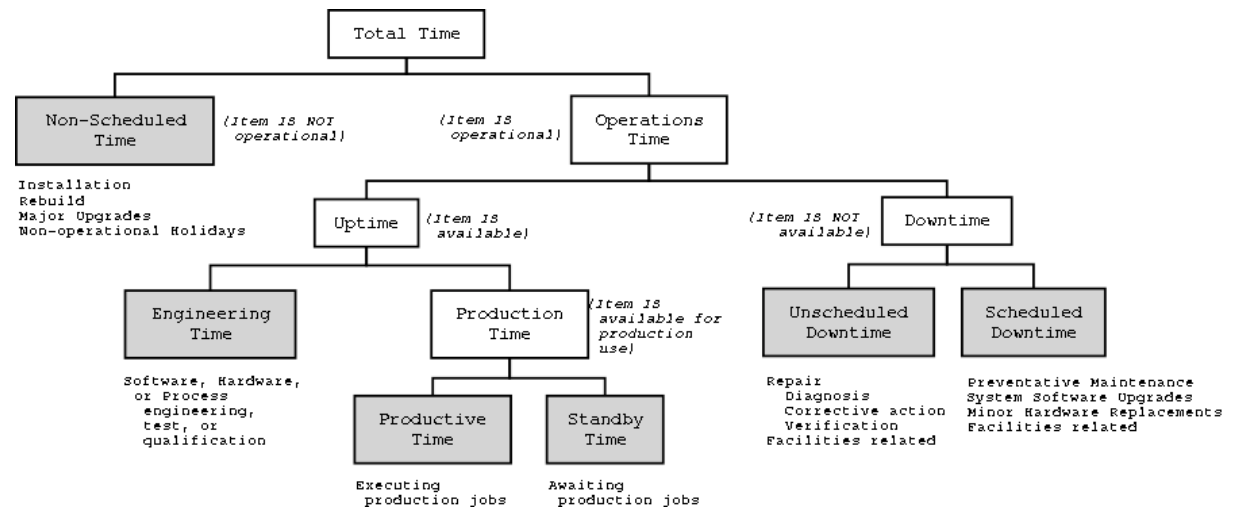 Total Time
Non-Scheduled
Time
(Item IS NOT
operational)
(Item IS
operational)
Operations
Time
Installation
Rebuild
Major Upgrades
Non-operational Holidays
Uptime
(Item IS
available)
(Item IS NOT
available)
Downtime
Engineering
Time
Production
Time
(Item IS
available for
production
use)
Unscheduled
Downtime
Scheduled
Downtime
Software, Hardware,
or Process
engineering,
test, or
qualification
Productive
Time
Standby
Time
Repair
Diagnosis
Corrective action
Verification
Facilities related
Preventative Maintenance
System Software Upgrades
Minor Hardware Replacements
Facilities related
Executing
production jobs
Awaiting
production jobs